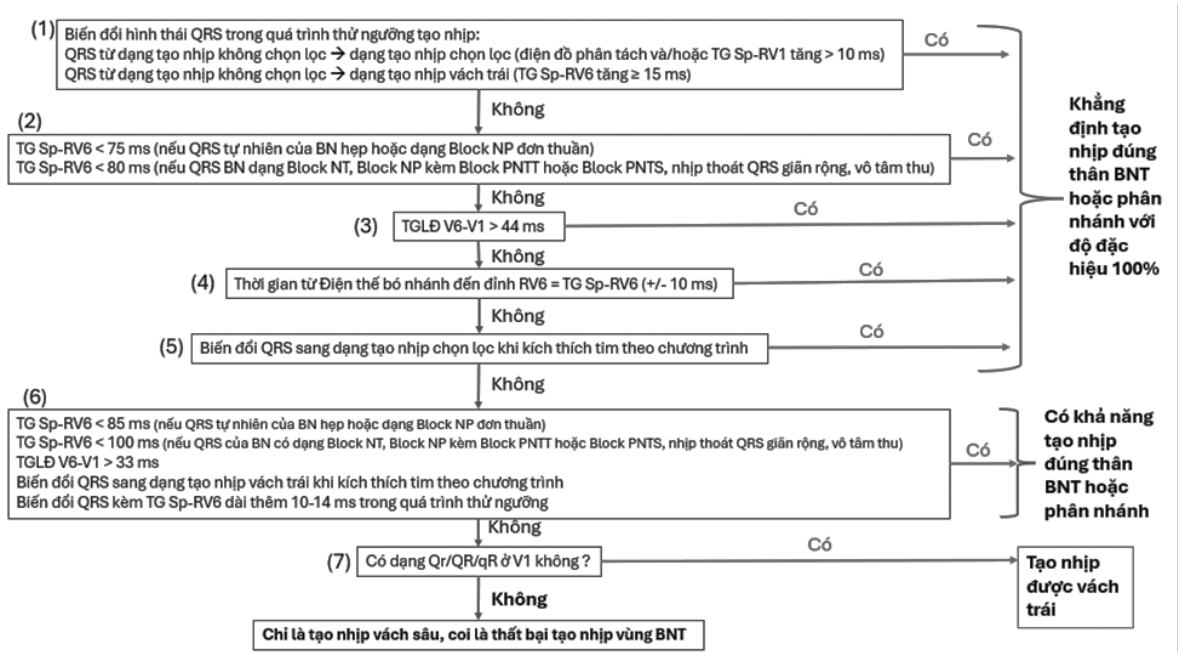 (1)
Biến đổi hình thái QRS trong quá trình thử ngưỡng tạo nhịp:
QRS từ dạng tạo nhịp không chọn lọc → dạng tạo nhịp chọn lọc (điện đồ phân tách và/hoặc TG Sp-RV1 tăng > 10 ms)
QRS từ dạng tạo nhịp không chọn lọc → dạng tạo nhịp vách trái (TG Sp-RV6 tăng ≥ 15 ms)
Có
Không
(2)
TG Sp-RV6 < 75 ms (nếu QRS tự nhiên của BN hẹp hoặc dạng Block NP đơn thuần)
TG Sp-RV6 < 80 ms (nếu QRS BN dạng Block NT, Block NP kèm Block PNTT hoặc Block PNTS, nhịp thoát QRS giãn rộng, vô tâm thu)
Có
Không
(3)
TGLĐ V6-V1 > 44 ms
Có
Không
(4)
Thời gian từ Điện thế bó nhánh đến đỉnh RV6 = TG Sp-RV6 (+/- 10 ms)
Có
Không
(5)
Biến đổi QRS sang dạng tạo nhịp chọn lọc khi kích thích tim theo chương trình
Có
Không
Khẳng
định tạo
nhịp đúng
thân BNT
hoặc phân
nhánh với
độ đặc
hiệu 100%
(6)
TG Sp-RV6 < 85 ms (nếu QRS tự nhiên của BN hẹp hoặc dạng Block NP đơn thuần)
TG Sp-RV6 < 100 ms (nếu QRS của BN có dạng Block NT, Block NP kèm Block PNTT hoặc Block PNTS, nhịp thoát QRS giãn rộng, vô tâm thu)
TGLĐ V6-V1 > 33 ms
Biến đổi QRS sang dạng tạo nhịp vách trái khi kích thích tim theo chương trình
Biến đổi QRS kèm TG Sp-RV6 dài thêm 10-14 ms trong quá trình thử ngưỡng
Có
Không
Có khả năng
tạo nhịp
đúng thân
BNT hoặc
phân nhánh
(7)
Có dạng Qr/QR/qR ở V1 không ?
Có
Tạo nhịp
được vách
trái
Không
Chỉ là tạo nhịp vách sâu, coi là thất bại tạo nhịp vùng BNT